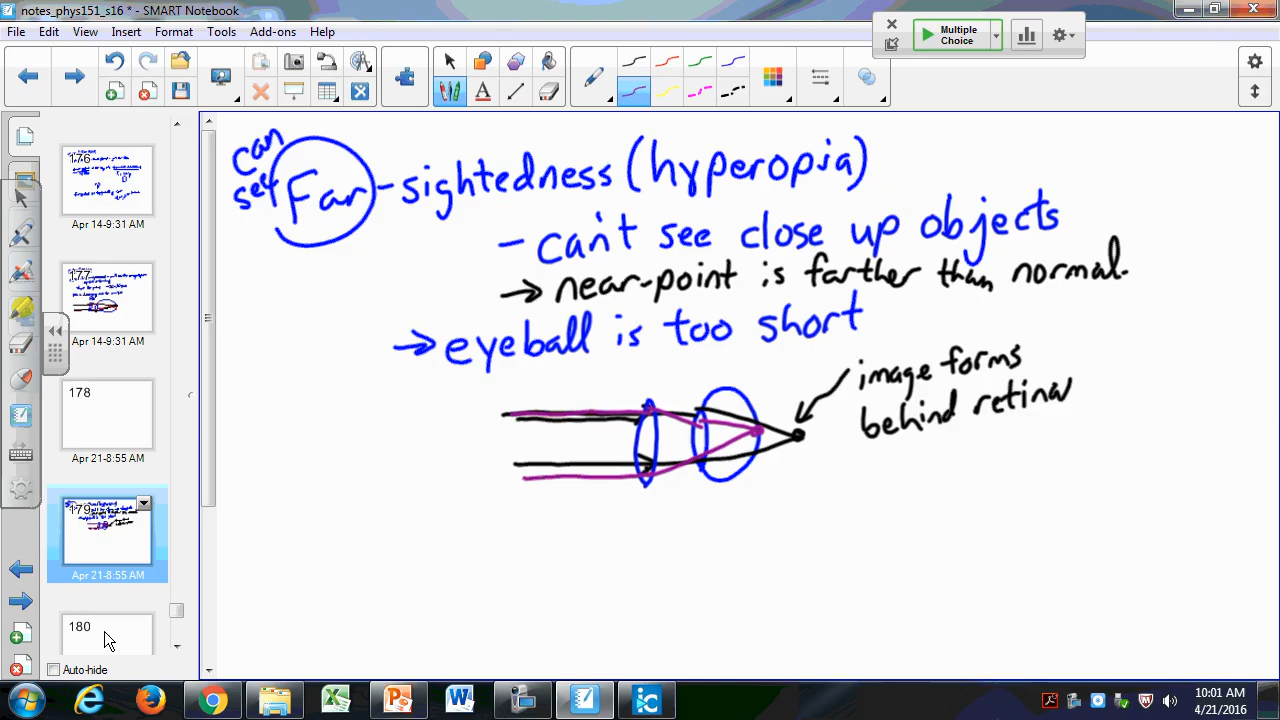 notes_phys151_s16 * - SMART Notebook
File Edit View Insert Format Tools Add-ons Help
Multiple
Choice
176
Apr 14-9:31 AM
177
Apr 14-9:31 AM
178
Apr 21-8:55 AM
179
Apr 21-8:55 AM
180
Auto-hide
can
see Far-sightedness (hyperopia)
- can't see close up objects
→ near-point is farther than normal.
→ eyeball is too short
image forms
behind retina
10:01 AM
4/21/2016